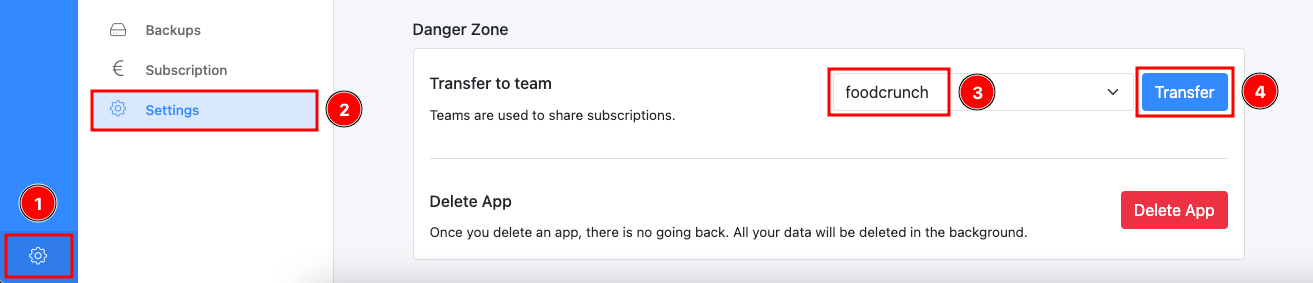 Backups
€ Subscription
Settings
2
1
Danger Zone
Transfer to team
Teams are used to share subscriptions.
foodcrunch
3
Transfer
4
Delete App
Once you delete an app, there is no going back. All your data will be deleted in the background.
Delete App